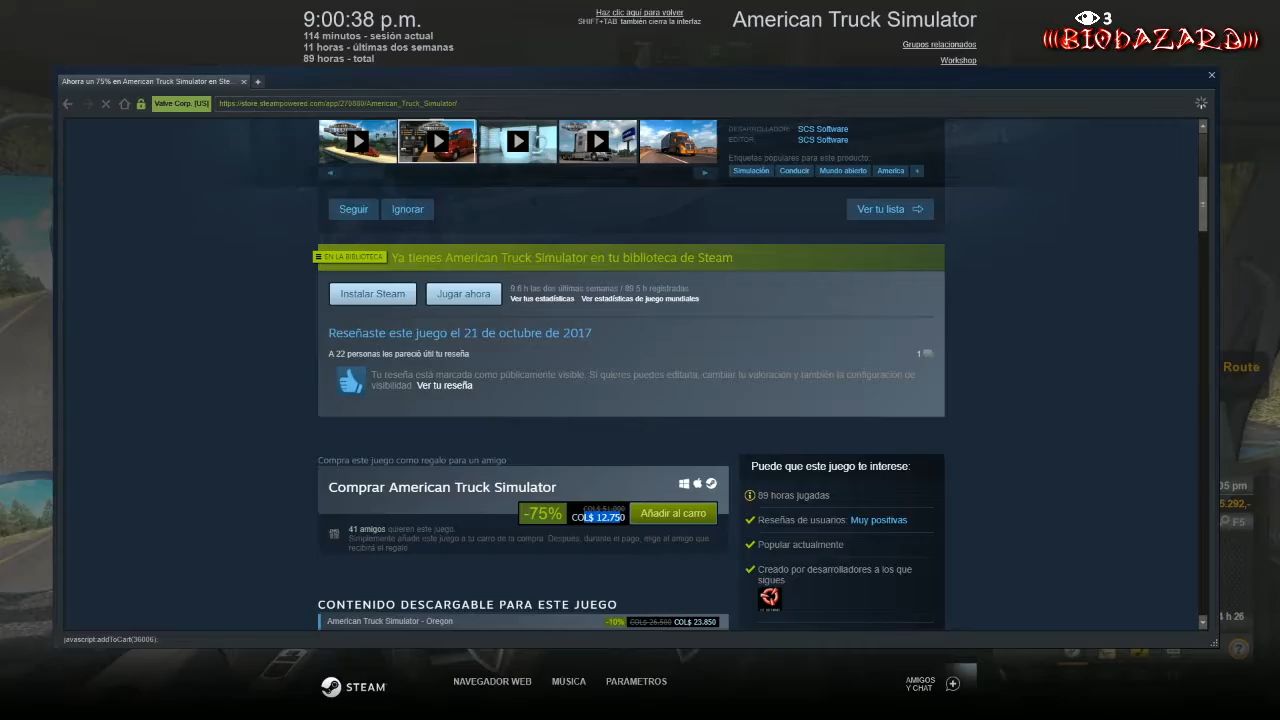 9:00:38 p.m.
114 minutos - sesión actual
11 horas - últimas dos semanas
89 horas - total
Haz clic aquí para volver
SHIFT+TAB también cierra la interfaz
American Truck Simulator
Grupos relacionados
Workshop
3
BIOHAZARD
Ahorra un 75% en American Truck Simulator en Ste...
Valve Corp. [US]
https://store.steampowered.com/app/270880/American_Truck_Simulator/
DESARROLLADOR: SCS Software
EDITOR: SCS Software
Etiquetas populares para este producto:
Simulación Conducir Mundo abierto America +
Seguir Ignorar
Ver tu lista
EN LA BIBLIOTECA
Ya tienes American Truck Simulator en tu biblioteca de Steam
Instalar Steam Jugar ahora
9.6 h las dos últimas semanas / 89.5 h registradas
Ver tus estadísticas Ver estadísticas de juego mundiales
Reseñaste este juego el 21 de octubre de 2017
A 22 personas les pareció útil tu reseña
1
Tu reseña está marcada como públicamente visible. Si quieres puedes editarla, cambiar tu valoración y también la configuración de
visibilidad Ver tu reseña
Compra este juego como regalo para un amigo
Comprar American Truck Simulator
-75% COL$ 51.000
COL$ 12.750
Añadir al carro
41 amigos quieren este juego.
Simplemente añade este juego a tu carro de la compra. Después, durante el pago, elige al amigo que
recibirá el regalo
CONTENIDO DESCARGABLE PARA ESTE JUEGO
American Truck Simulator - Oregon -10% COL$ 26.500 COL$ 23.850
Puede que este juego te interese:
89 horas jugadas
Reseñas de usuarios: Muy positivas
Popular actualmente
Creado por desarrolladores a los que
sigues
javascript:addToCart(36006);
Route
05 pm
5.292,-
F5
4 h 26
STEAM
NAVEGADOR WEB MÚSICA PARÁMETROS
AMIGOS
Y CHAT